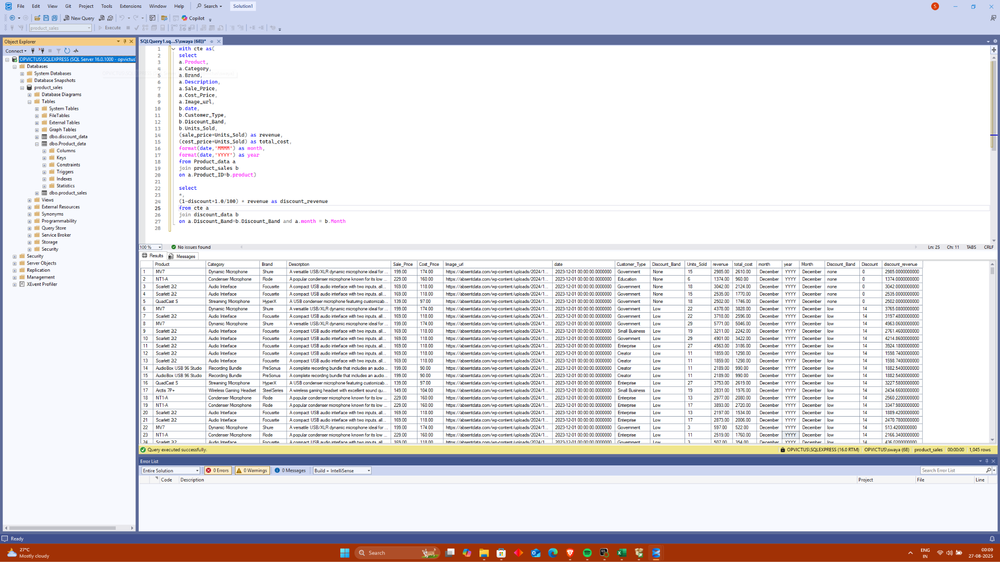 File Edit View Git Project Tools Extensions Window Help Search Solution1 S
New Query Copilot
product_sales Execute
Object Explorer
Connect
OPVICTUS\SQLEXPRESS (SQL Server 16.0.1000 - opvictus
Databases
System Databases
Database Snapshots
product_sales
Database Diagrams
Tables
System Tables
FileTables
External Tables
Graph Tables
dbo.discount_data
dbo.Product_data
Columns
Keys
Constraints
Triggers
Indexes
Statistics
dbo.product_sales
Views
External Resources
Synonyms
Programmability
Query Store
Service Broker
Storage
Security
Security
Server Objects
Replication
Management
XEvent Profiler
SQLQuery1.sq...S\swaya (68))*
1 with cte as(
2 select
3 a.Product,
4 a.Category,
5 a.Brand,
6 a.Description,
7 a.Sale_Price,
8 a.Cost_Price,
9 a.Image_url,
10 b.date,
11 b.Customer_Type,
12 b.Discount_Band,
13 b.Units_Sold,
14 (sale_price*Units_Sold) as revenue,
15 (cost_price*Units_Sold) as total_cost,
16 format(date,'MMMM') as month,
17 format(date,'YYYY') as year
18 from Product_data a
19 join product_sales b
20 on a.Product_ID=b.product)
21
22 select
23 *,
24 (1-discount*1.0/100) * revenue as discount_revenue
25 from cte a
26 join discount_data b
27 on a.Discount_Band=b.Discount_Band and a.month = b.Month
28
100 % No issues found Ln: 25 Ch: 11 TABS CRLF
Results Messages
Product Category Brand Description Sale_Price Cost_Price Image_url date Customer_Type Discount_Band Units_Sold revenue total_cost month year Month Discount_Band Discount discount_revenue
1 MV7 Dynamic Microphone Shure A versatile USB/XLR dynamic microphone ideal for ... 199.00 174.00 https://absentdata.com/wp-content/uploads/2024/1... 2023-12-01 00:00:00.0000000 Government None 15 2985.00 2610.00 December YYYY December none 0 2985.0000000000
2 NT1-A Condenser Microphone Rode A popular condenser microphone known for its low ... 229.00 160.00 https://absentdata.com/wp-content/uploads/2024/1... 2023-12-01 00:00:00.0000000 Education None 6 1374.00 960.00 December YYYY December none 0 1374.0000000000
3 Scarlett 2i2 Audio Interface Focusrite A compact USB audio interface with two inputs, all... 169.00 118.00 https://absentdata.com/wp-content/uploads/2024/1... 2023-12-01 00:00:00.0000000 Government None 18 3042.00 2124.00 December YYYY December none 0 3042.0000000000
4 Scarlett 2i2 Audio Interface Focusrite A compact USB audio interface with two inputs, all... 169.00 118.00 https://absentdata.com/wp-content/uploads/2024/1... 2023-12-01 00:00:00.0000000 Government None 15 2535.00 1770.00 December YYYY December none 0 2535.0000000000
5 QuadCast S Streaming Microphone HyperX A USB condenser microphone featuring customizab... 139.00 97.00 https://absentdata.com/wp-content/uploads/2024/1... 2023-12-01 00:00:00.0000000 Government None 18 2502.00 1746.00 December YYYY December none 0 2502.0000000000
6 MV7 Dynamic Microphone Shure A versatile USB/XLR dynamic microphone ideal for ... 199.00 174.00 https://absentdata.com/wp-content/uploads/2024/1... 2023-12-01 00:00:00.0000000 Government Low 22 4378.00 3828.00 December YYYY December low 14 3765.0800000000
7 Scarlett 2i2 Audio Interface Focusrite A compact USB audio interface with two inputs, all... 169.00 118.00 https://absentdata.com/wp-content/uploads/2024/1... 2023-12-01 00:00:00.0000000 Government Low 22 3718.00 2596.00 December YYYY December low 14 3197.4800000000
8 MV7 Dynamic Microphone Shure A versatile USB/XLR dynamic microphone ideal for ... 199.00 174.00 https://absentdata.com/wp-content/uploads/2024/1... 2023-12-01 00:00:00.0000000 Government Low 29 5771.00 5046.00 December YYYY December low 14 4963.0600000000
9 Scarlett 2i2 Audio Interface Focusrite A compact USB audio interface with two inputs, all... 169.00 118.00 https://absentdata.com/wp-content/uploads/2024/1... 2023-12-01 00:00:00.0000000 Small Business Low 19 3211.00 2242.00 December YYYY December low 14 2761.4600000000
10 Scarlett 2i2 Audio Interface Focusrite A compact USB audio interface with two inputs, all... 169.00 118.00 https://absentdata.com/wp-content/uploads/2024/1... 2023-12-01 00:00:00.0000000 Government Low 29 4901.00 3422.00 December YYYY December low 14 4214.8600000000
11 Scarlett 2i2 Audio Interface Focusrite A compact USB audio interface with two inputs, all... 169.00 118.00 https://absentdata.com/wp-content/uploads/2024/1... 2023-12-01 00:00:00.0000000 Enterprise Low 27 4563.00 3186.00 December YYYY December low 14 3924.1800000000
12 Scarlett 2i2 Audio Interface Focusrite A compact USB audio interface with two inputs, all... 169.00 118.00 https://absentdata.com/wp-content/uploads/2024/1... 2023-12-01 00:00:00.0000000 Creator Low 11 1859.00 1298.00 December YYYY December low 14 1598.7400000000
13 Scarlett 2i2 Audio Interface Focusrite A compact USB audio interface with two inputs, all... 169.00 118.00 https://absentdata.com/wp-content/uploads/2024/1... 2023-12-01 00:00:00.0000000 Creator Low 11 1859.00 1298.00 December YYYY December low 14 1598.7400000000
14 AudioBox USB 96 Studio Recording Bundle PreSonus A complete recording bundle that includes an audio... 199.00 90.00 https://absentdata.com/wp-content/uploads/2024/1... 2023-12-01 00:00:00.0000000 Creator Low 11 2189.00 990.00 December YYYY December low 14 1882.5400000000
15 AudioBox USB 96 Studio Recording Bundle PreSonus A complete recording bundle that includes an audio... 199.00 90.00 https://absentdata.com/wp-content/uploads/2024/1... 2023-12-01 00:00:00.0000000 Creator Low 11 2189.00 990.00 December YYYY December low 14 1882.5400000000
16 QuadCast S Streaming Microphone HyperX A USB condenser microphone featuring customizab... 139.00 97.00 https://absentdata.com/wp-content/uploads/2024/1... 2023-12-01 00:00:00.0000000 Enterprise Low 27 3753.00 2619.00 December YYYY December low 14 3227.5800000000
17 Arctis 7P+ Wireless Gaming Headset SteelSeries A wireless gaming headset with excellent sound qu... 149.00 104.00 https://absentdata.com/wp-content/uploads/2024/1... 2023-12-01 00:00:00.0000000 Small Business Low 19 2831.00 1976.00 December YYYY December low 14 2434.6600000000
18 NT1-A Condenser Microphone Rode A popular condenser microphone known for its low ... 229.00 160.00 https://absentdata.com/wp-content/uploads/2024/1... 2023-12-01 00:00:00.0000000 Enterprise Low 13 2977.00 2080.00 December YYYY December low 14 2560.2200000000
19 NT1-A Condenser Microphone Rode A popular condenser microphone known for its low ... 229.00 160.00 https://absentdata.com/wp-content/uploads/2024/1... 2023-12-01 00:00:00.0000000 Enterprise Low 17 3893.00 2720.00 December YYYY December low 14 3347.9800000000
20 Scarlett 2i2 Audio Interface Focusrite A compact USB audio interface with two inputs, all... 169.00 118.00 https://absentdata.com/wp-content/uploads/2024/1... 2023-12-01 00:00:00.0000000 Enterprise Low 13 2197.00 1534.00 December YYYY December low 14 1889.4200000000
21 Scarlett 2i2 Audio Interface Focusrite A compact USB audio interface with two inputs, all... 169.00 118.00 https://absentdata.com/wp-content/uploads/2024/1... 2023-12-01 00:00:00.0000000 Enterprise Low 17 2873.00 2006.00 December YYYY December low 14 2470.7800000000
22 MV7 Dynamic Microphone Shure A versatile USB/XLR dynamic microphone ideal for ... 199.00 174.00 https://absentdata.com/wp-content/uploads/2024/1... 2023-12-01 00:00:00.0000000 Government Low 3 597.00 522.00 December YYYY December low 14 513.4200000000
23 NT1-A Condenser Microphone Rode A popular condenser microphone known for its low ... 229.00 160.00 https://absentdata.com/wp-content/uploads/2024/1... 2023-12-01 00:00:00.0000000 Enterprise Low 11 2519.00 1760.00 December YYYY December low 14 2166.3400000000
24 Scarlett 2i2 Audio Interface Focusrite A compact USB audio interface with two inputs, all... 169.00 118.00 https://absentdata.com/wp-content/uploads/2024/1... 2023-12-01 00:00:00.0000000 Government Low 3 507.00 354.00 December YYYY December low 14 436.0200000000
Query executed successfully. OPVICTUS\SQLEXPRESS (16.0 RTM) OPVICTUS\swaya (68) product_sales 00:00:00 1,045 rows
Error List
Entire Solution 0 Errors 0 Warnings 0 Messages Build + IntelliSense Search Error List
Code Description Project File Line
Ready
27°C
Mostly cloudy
Search
ENG
IN
00:09
27-08-2025